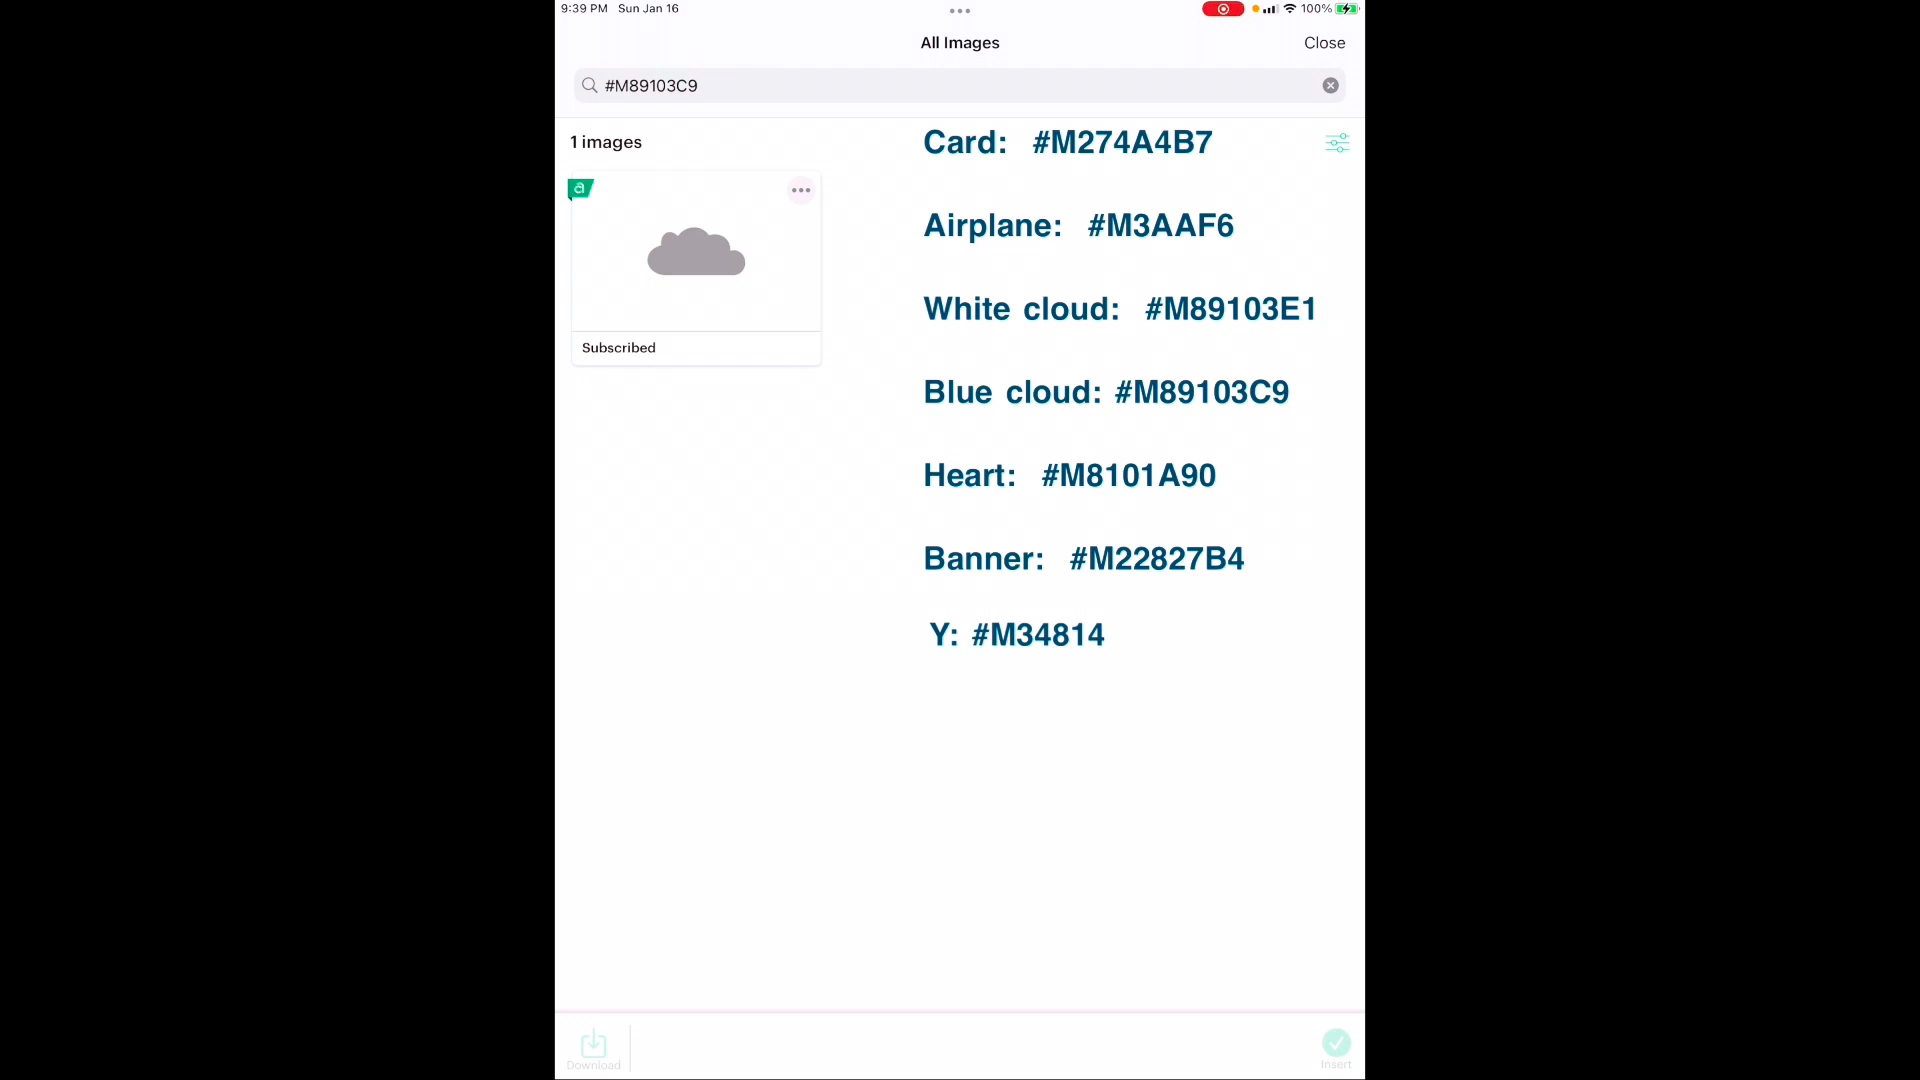 9:39 PM Sun Jan 16
100%
All Images
Close
#M89103C9
1 images
a
Subscribed
Card: #M274A4B7
Airplane: #M3AAF6
White cloud: #M89103E1
Blue cloud: #M89103C9
Heart: #M8101A90
Banner: #M22827B4
Y: #M34814
Download
Insert